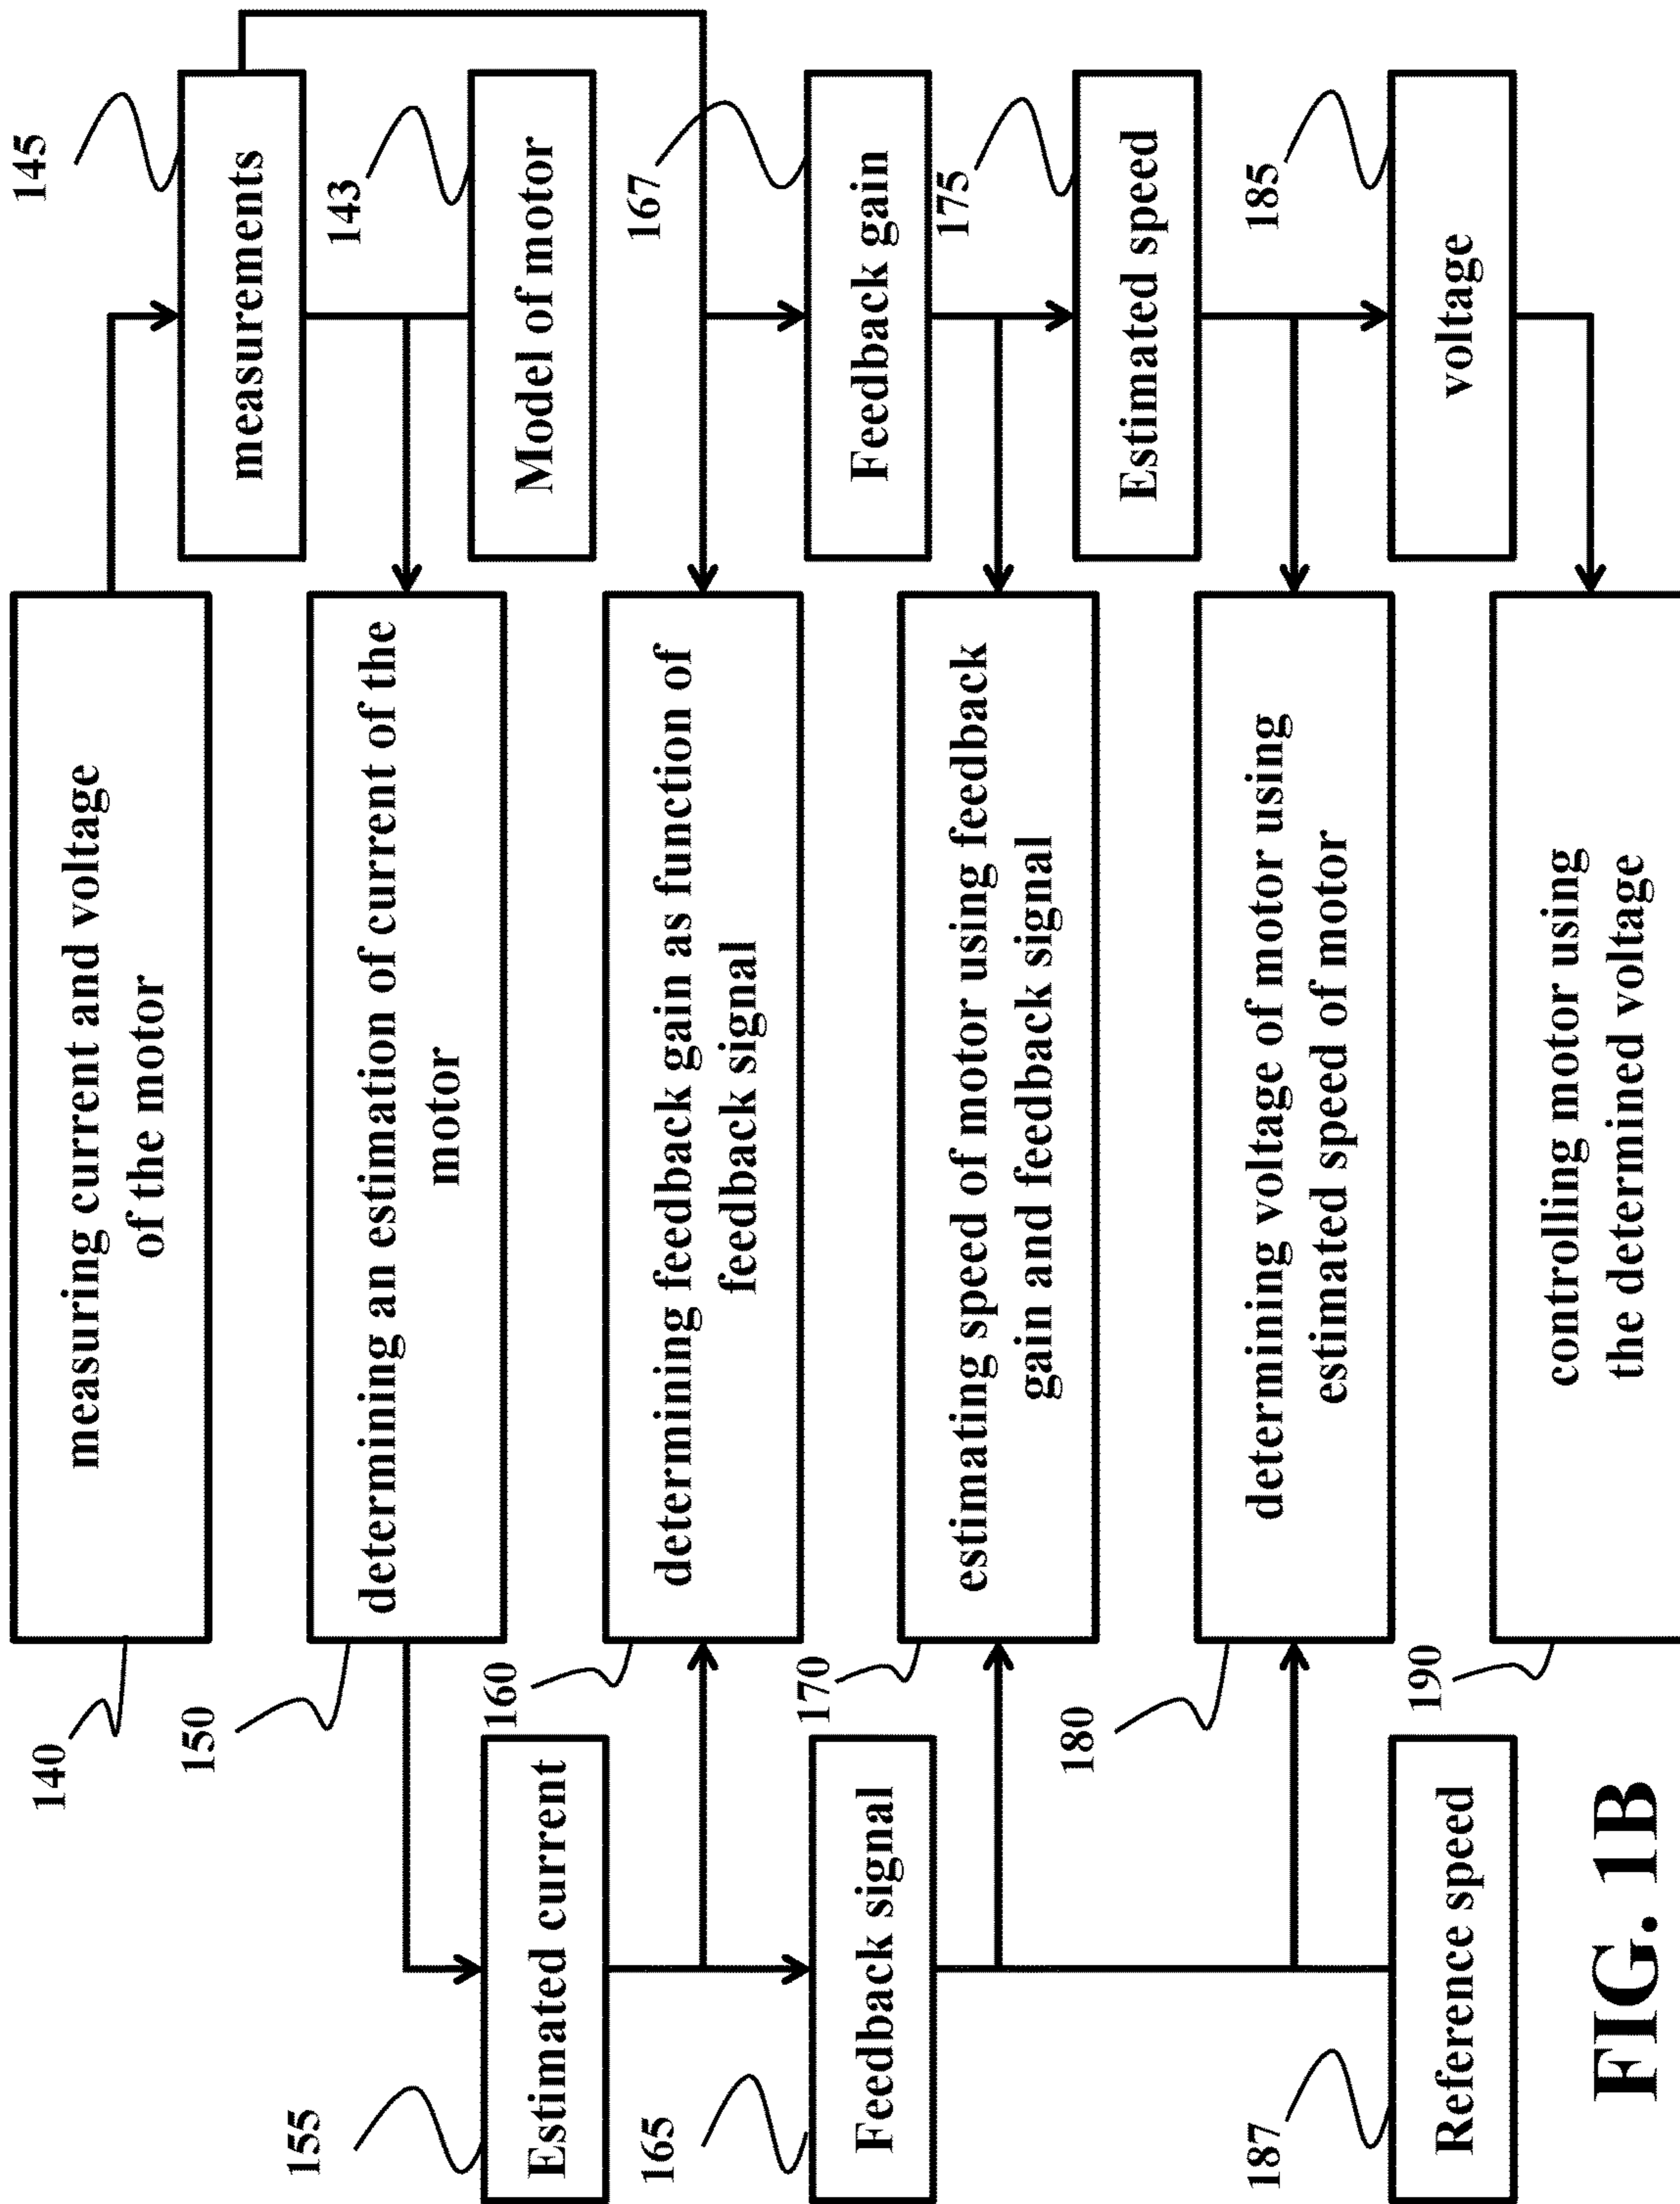 140
measuring current and voltage
of the motor
145
measurements
143
Model of motor
150
determining an estimation of current of the
motor
155
Estimated current
160
determining feedback gain as function of
feedback signal
167
Feedback gain
165
Feedback signal
170
estimating speed of motor using feedback
gain and feedback signal
175
Estimated speed
180
determining voltage of motor using
estimated speed of motor
185
voltage
187
Reference speed
190
controlling motor using
the determined voltage
FIG. 1B